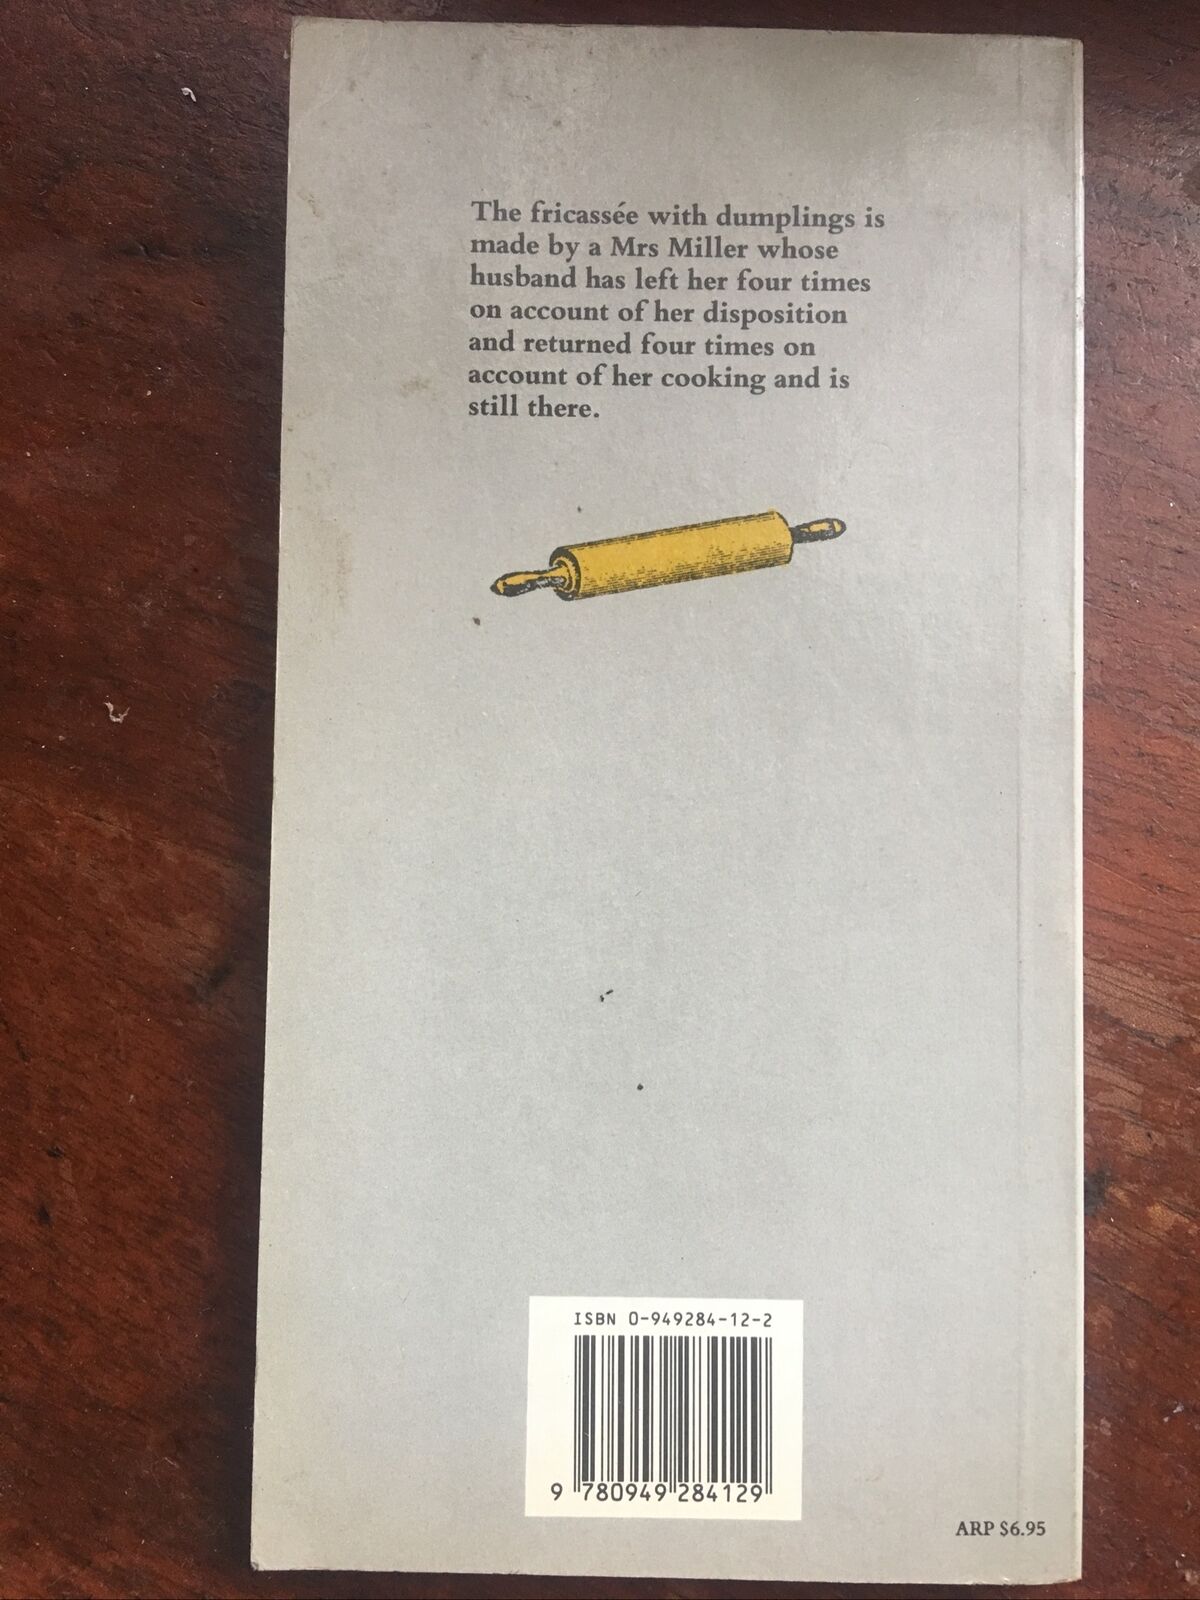 The fricassée with dumplings is
made by a Mrs Miller whose
husband has left her four times
on account of her disposition
and returned four times on
account of her cooking and is
still there.
ISBN 0-949284-12-2
9 780949 284129
ARP $6.95